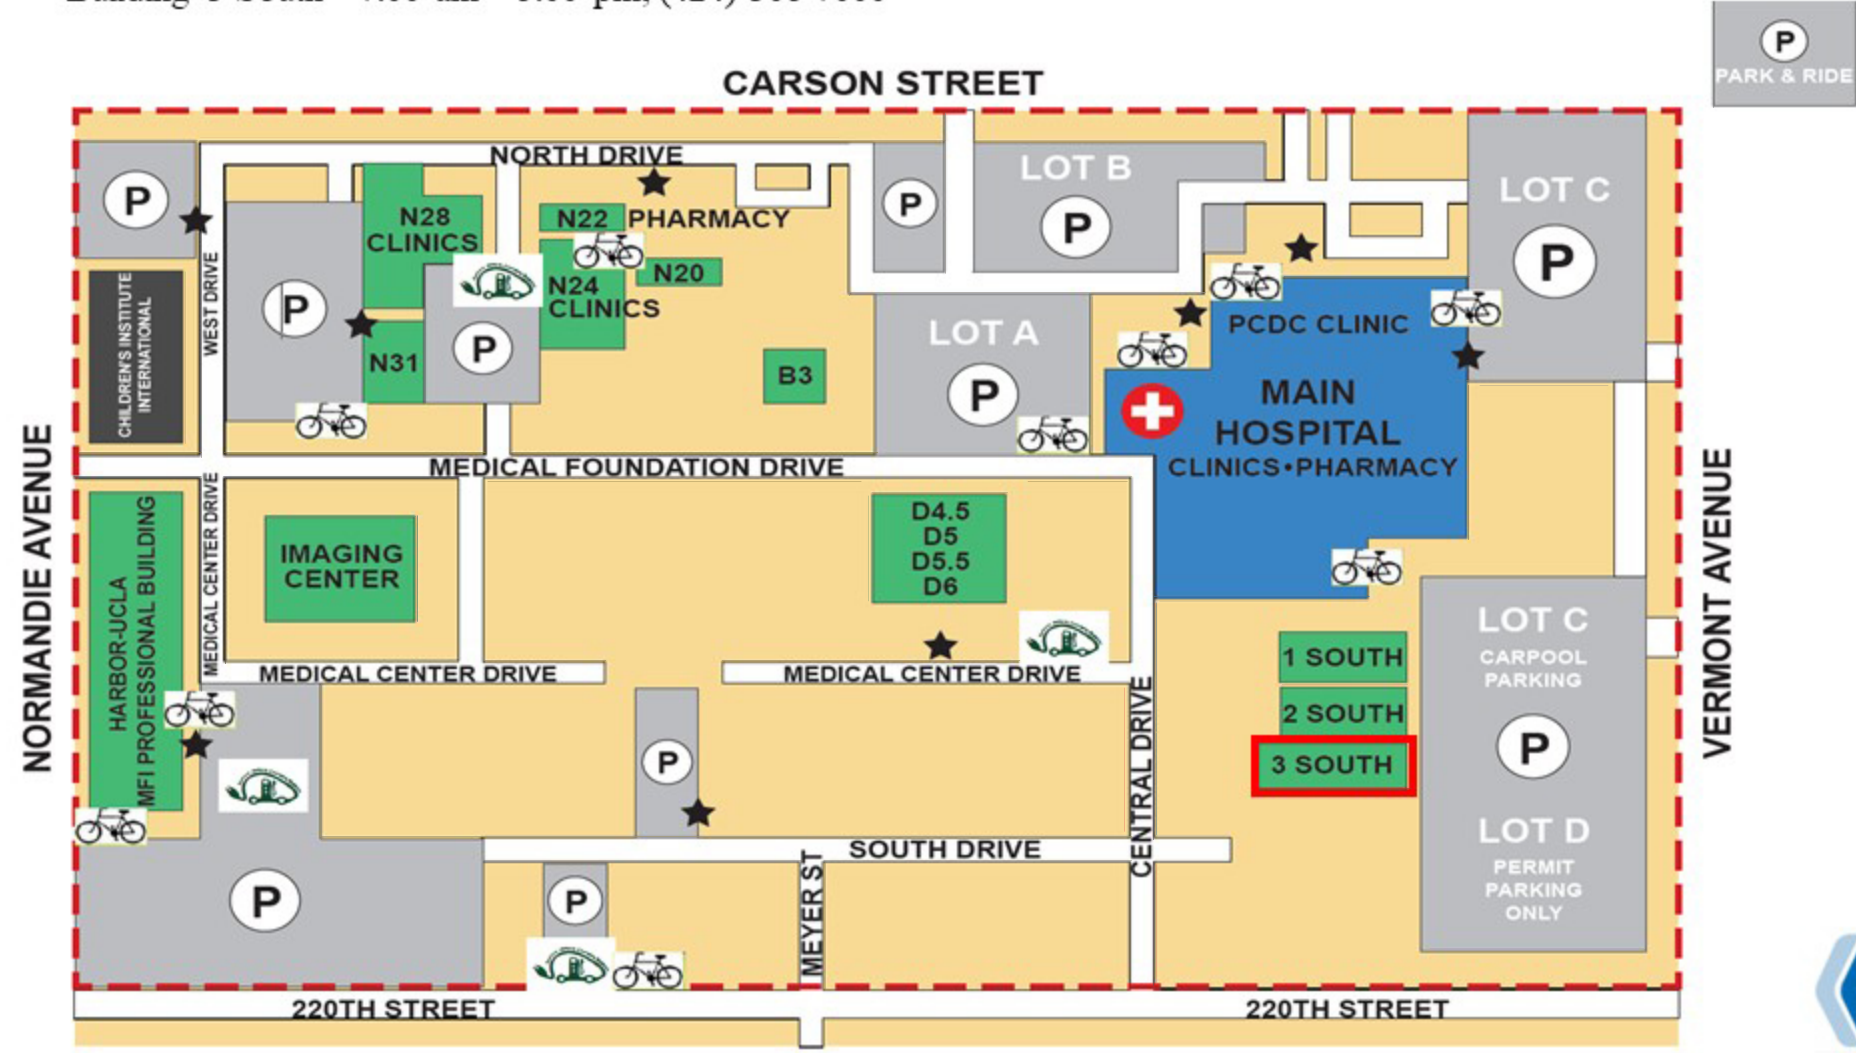 P
PARK & RIDE
CARSON STREET
NORTH DRIVE
LOT B
LOT C
P
P
P
P
N28
CLINICS
N22
PHARMACY
N20
N24
CLINICS
P
P
N31
WEST DRIVE
CHILDREN'S INSTITUTE
INTERNATIONAL
B3
LOT A
P
PCDC CLINIC
MAIN
HOSPITAL
CLINICS•PHARMACY
NORMANDIE AVENUE
VERMONT AVENUE
MEDICAL FOUNDATION DRIVE
HARBOR-UCLA
MFI PROFESSIONAL BUILDING
MEDICAL CENTER DRIVE
IMAGING
CENTER
D4.5
D5
D5.5
D6
MEDICAL CENTER DRIVE
MEDICAL CENTER DRIVE
CENTRAL DRIVE
1 SOUTH
2 SOUTH
3 SOUTH
LOT C
CARPOOL
PARKING
P
LOT D
PERMIT
PARKING
ONLY
P
SOUTH DRIVE
P
P
MEYER ST
220TH STREET
220TH STREET